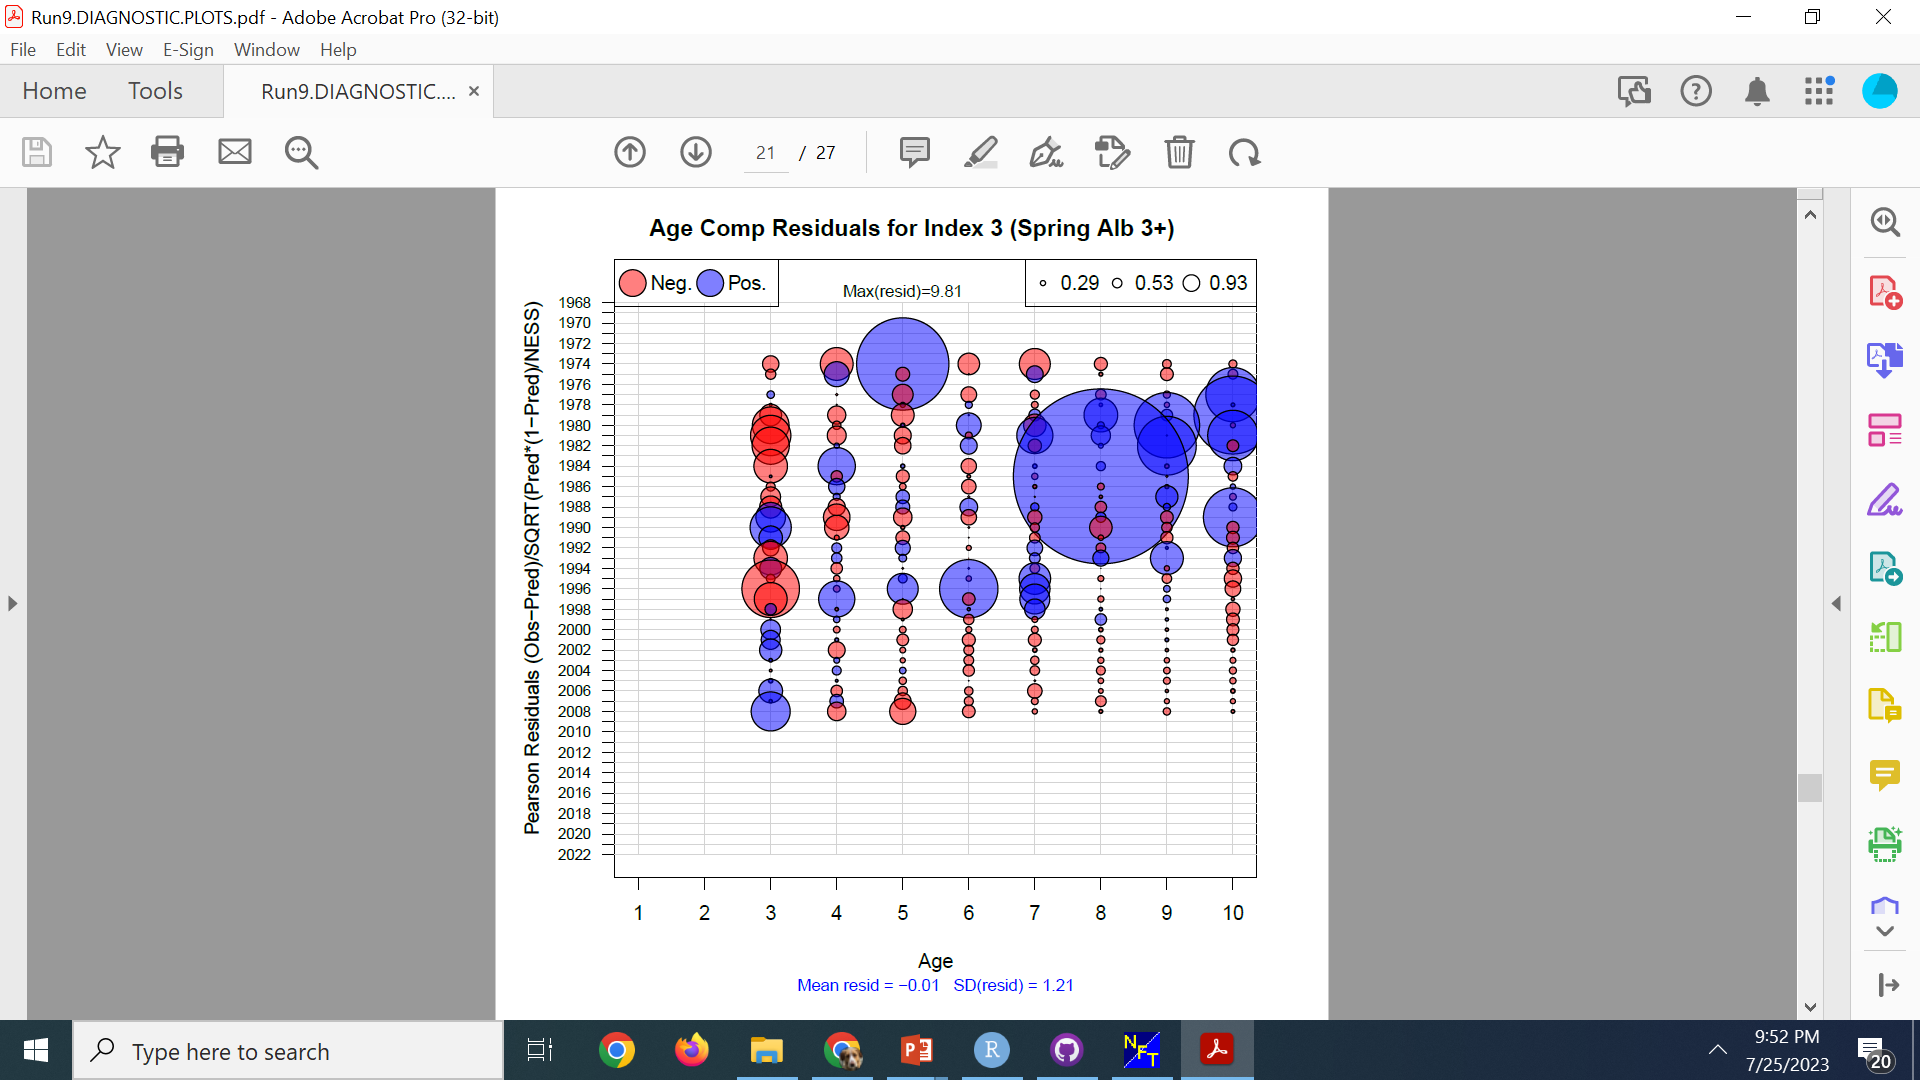 Run9.DIAGNOSTIC.PLOTS.pdf - Adobe Acrobat Pro (32-bit)
File Edit View E-Sign Window Help
Home Tools Run9.DIAGNOSTIC.... ×
21 / 27
Age Comp Residuals for Index 3 (Spring Alb 3+)
Neg. Pos. Max(resid)=9.81 0.29 0.53 0.93
Pearson Residuals (Obs−Pred)/SQRT(Pred*(1−Pred)/NESS)
1968
1970
1972
1974
1976
1978
1980
1982
1984
1986
1988
1990
1992
1994
1996
1998
2000
2002
2004
2006
2008
2010
2012
2014
2016
2018
2020
2022
1 2 3 4 5 6 7 8 9 10
Age
Mean resid = −0.01 SD(resid) = 1.21
Type here to search
R
NFT
9:52 PM
7/25/2023
20